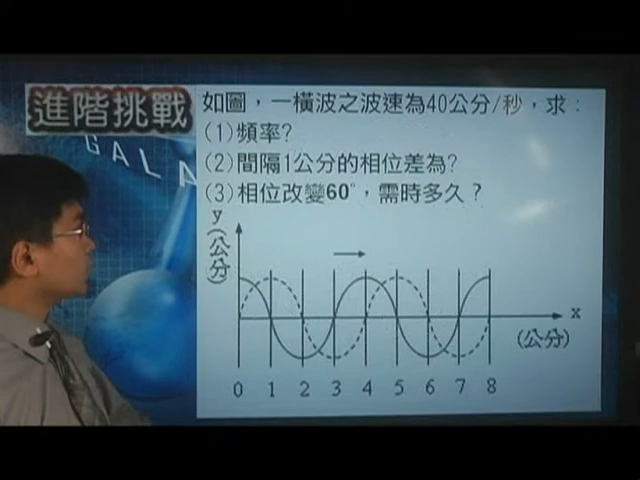 進階挑戰
如圖，一橫波之波速為40公分/秒，求：
(1)頻率?
(2)間隔1公分的相位差為?
(3)相位改變60°，需時多久？
y
(公分)
x
(公分)
0 1 2 3 4 5 6 7 8
GALA